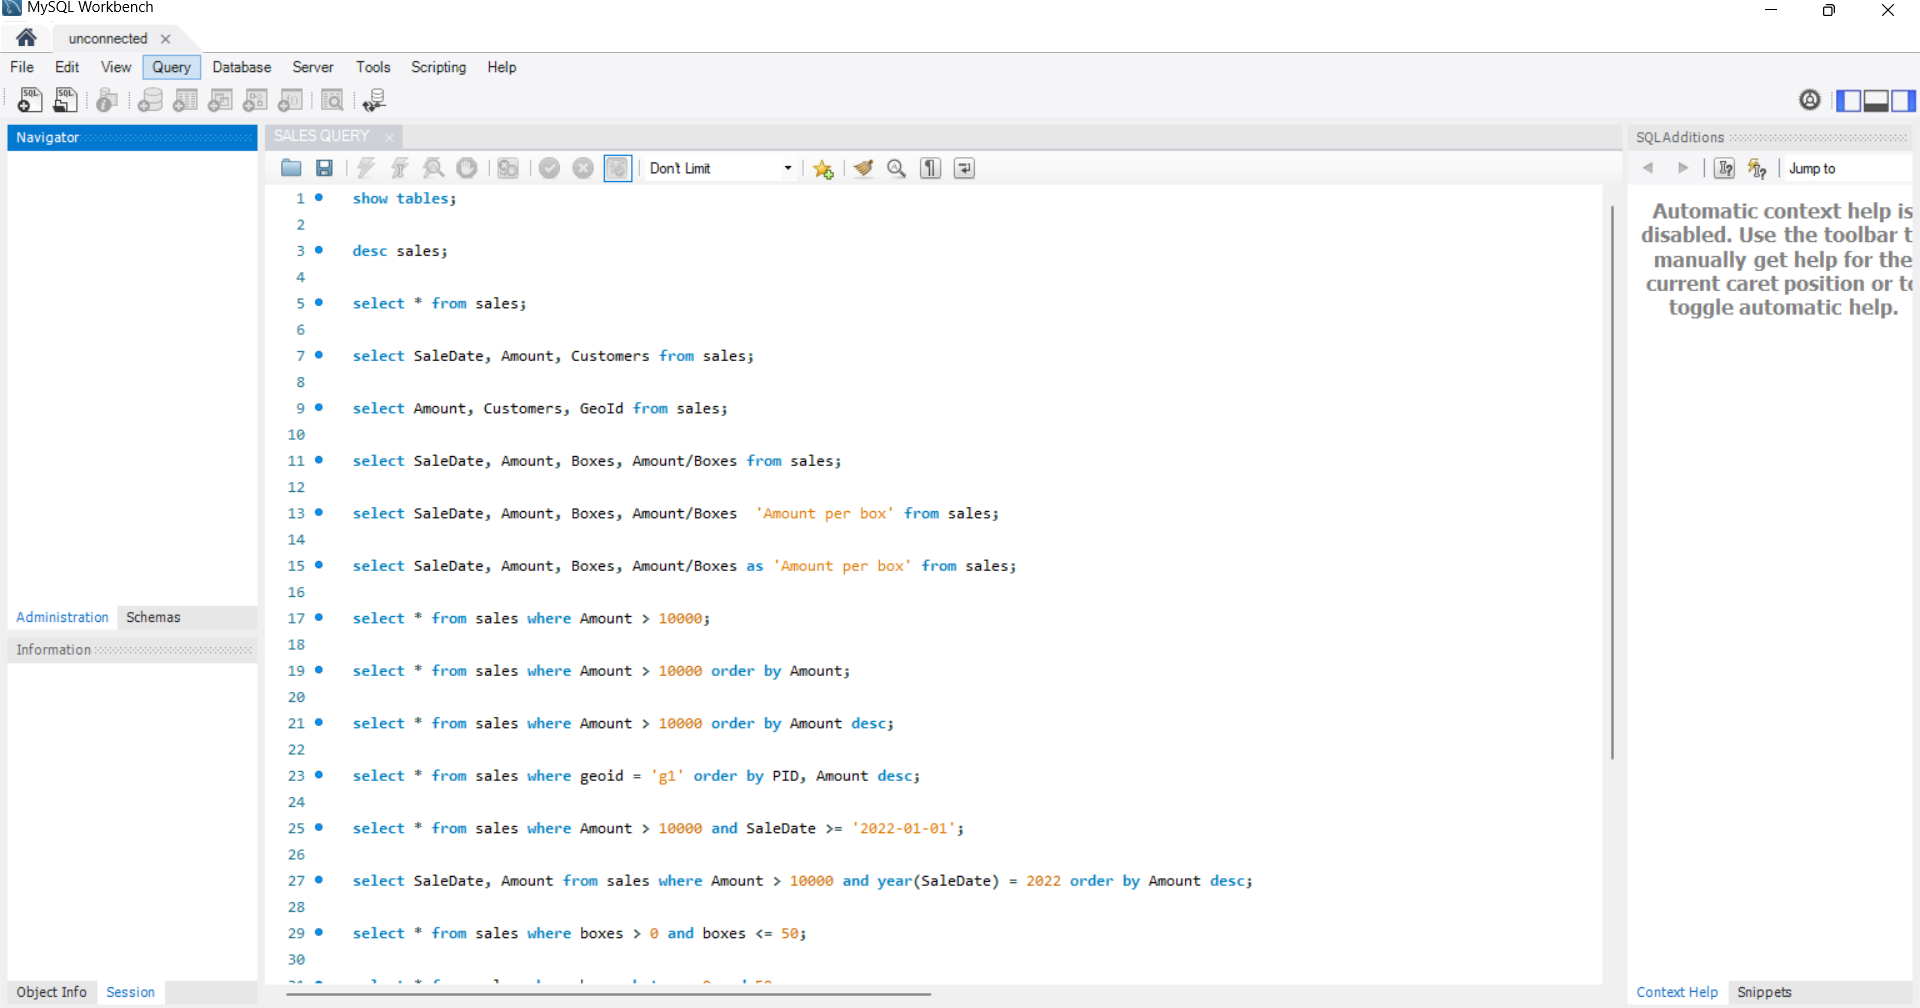 MySQL Workbench
unconnected
File Edit View Query Database Server Tools Scripting Help
Navigator
SALES QUERY
SQLAdditions
Don't Limit
Jump to
1 show tables;
2
3 desc sales;
4
5 select * from sales;
6
7 select SaleDate, Amount, Customers from sales;
8
9 select Amount, Customers, GeoId from sales;
10
11 select SaleDate, Amount, Boxes, Amount/Boxes from sales;
12
13 select SaleDate, Amount, Boxes, Amount/Boxes  'Amount per box' from sales;
14
15 select SaleDate, Amount, Boxes, Amount/Boxes as 'Amount per box' from sales;
16
17 select * from sales where Amount > 10000;
18
19 select * from sales where Amount > 10000 order by Amount;
20
21 select * from sales where Amount > 10000 order by Amount desc;
22
23 select * from sales where geoid = 'g1' order by PID, Amount desc;
24
25 select * from sales where Amount > 10000 and SaleDate >= '2022-01-01';
26
27 select SaleDate, Amount from sales where Amount > 10000 and year(SaleDate) = 2022 order by Amount desc;
28
29 select * from sales where boxes > 0 and boxes <= 50;
30
Automatic context help is
disabled. Use the toolbar t
manually get help for the
current caret position or to
toggle automatic help.
Administration Schemas
Information
Object Info Session
Context Help Snippets